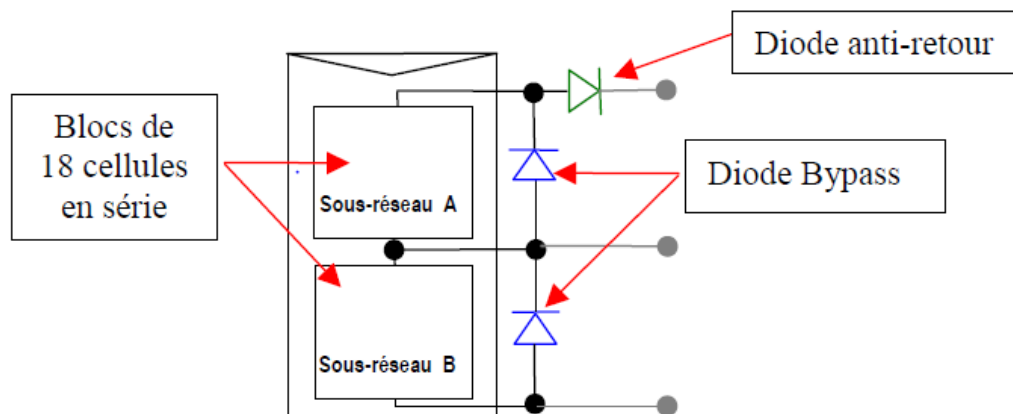 Diode anti-retour
Blocs de
18 cellules
en série
Diode Bypass
Sous-réseau A
Sous-réseau B